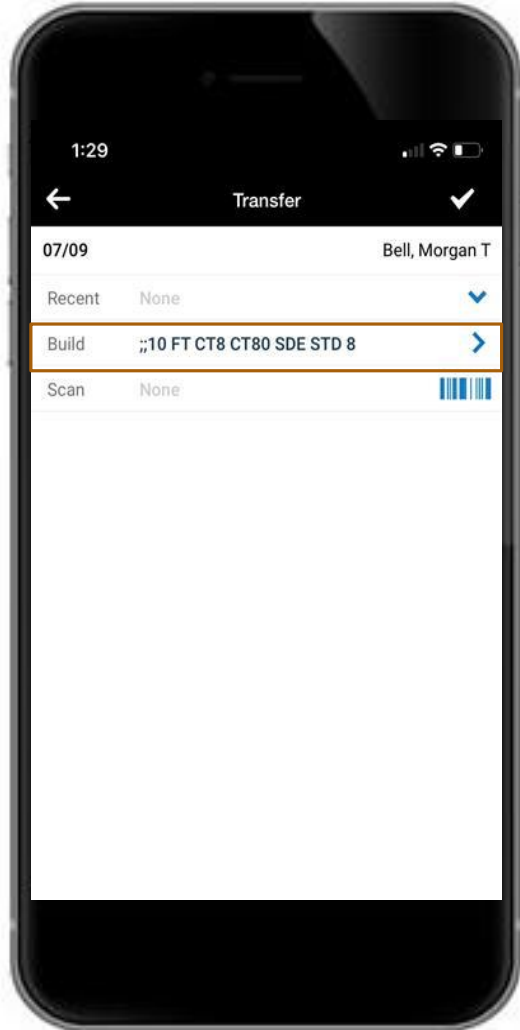 1:29
Transfer
07/09 Bell, Morgan T
Recent None
Build ;;10 FT CT8 CT80 SDE STD 8
Scan None